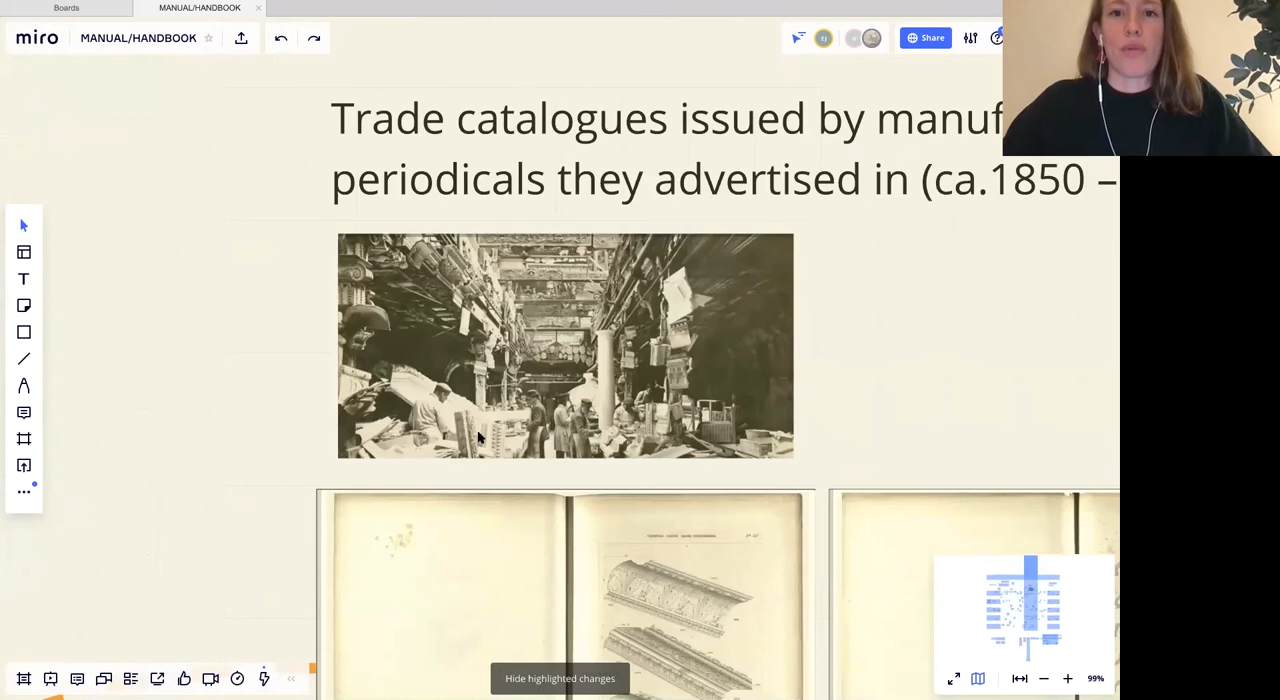 Boards
MANUAL/HANDBOOK
miro
MANUAL/HANDBOOK
Share
Trade catalogues issued by manuf
periodicals they advertised in (ca.1850 –
Hide highlighted changes
99%